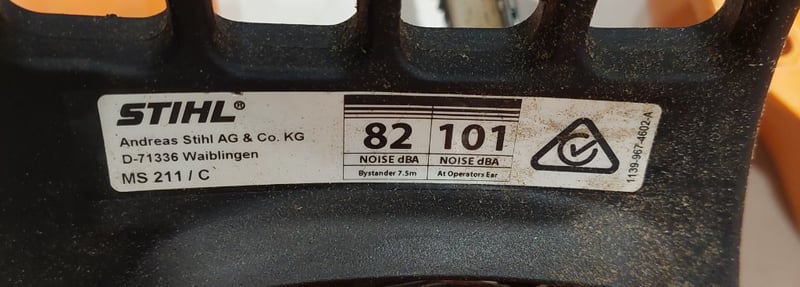 STIHL®
Andreas Stihl AG & Co. KG
D-71336 Waiblingen
MS 211 / C
82
NOISE dBA
Bystander 7.5m
101
NOISE dBA
At Operators Ear
1139-967-4602-A